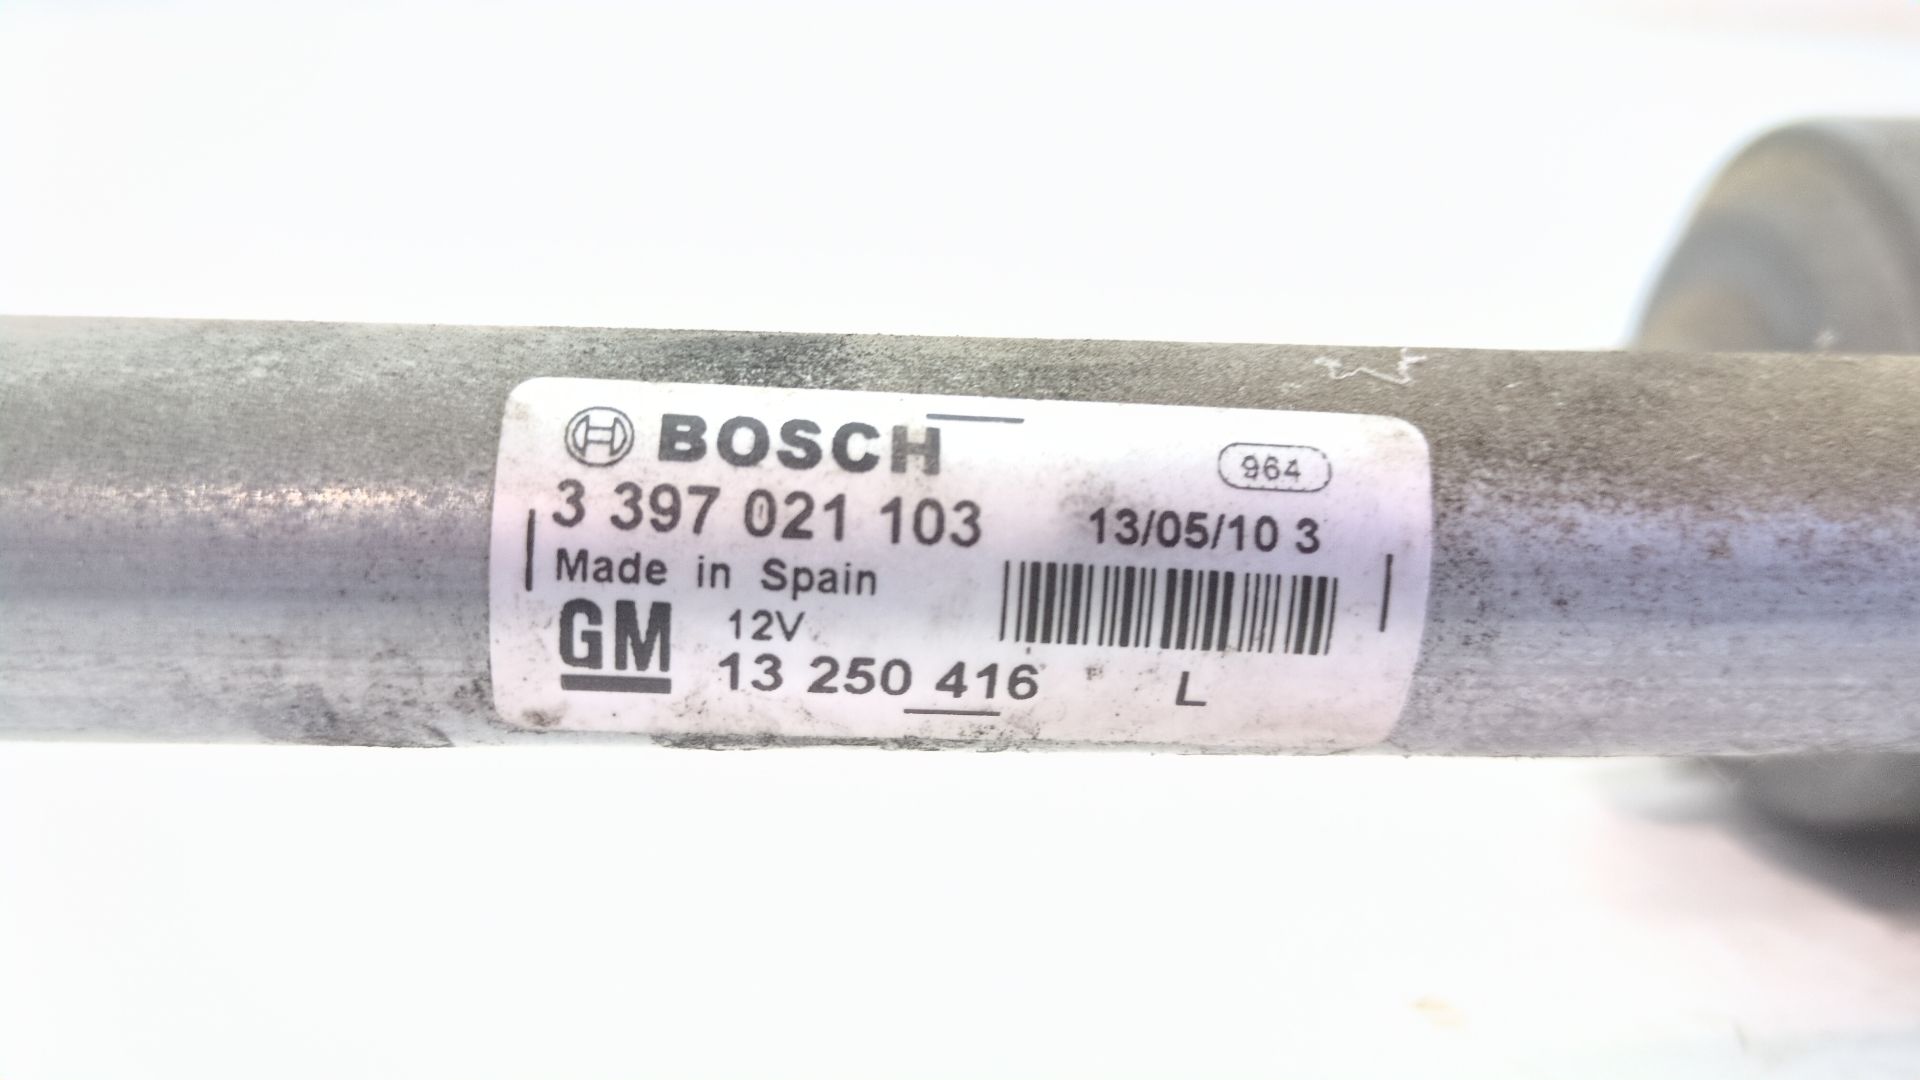 BOSCH
964
3 397 021 103
13/05/10 3
Made in Spain
GM
12V
13 250 416
L